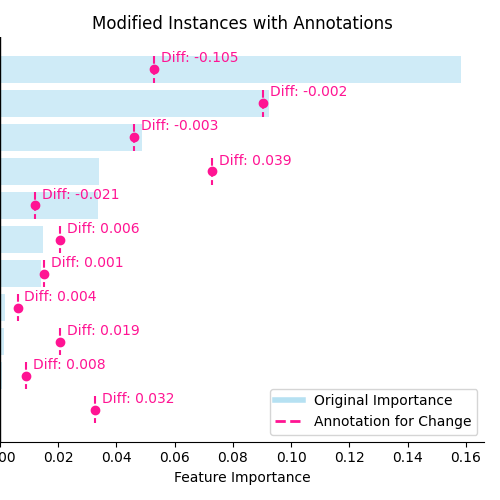 Modified Instances with Annotations
Diff: -0.105
Diff: -0.002
Diff: -0.003
Diff: 0.039
Diff: -0.021
Diff: 0.006
Diff: 0.001
Diff: 0.004
Diff: 0.019
Diff: 0.008
Diff: 0.032
Original Importance
Annotation for Change
00 0.02 0.04 0.06 0.08 0.10 0.12 0.14 0.16
Feature Importance